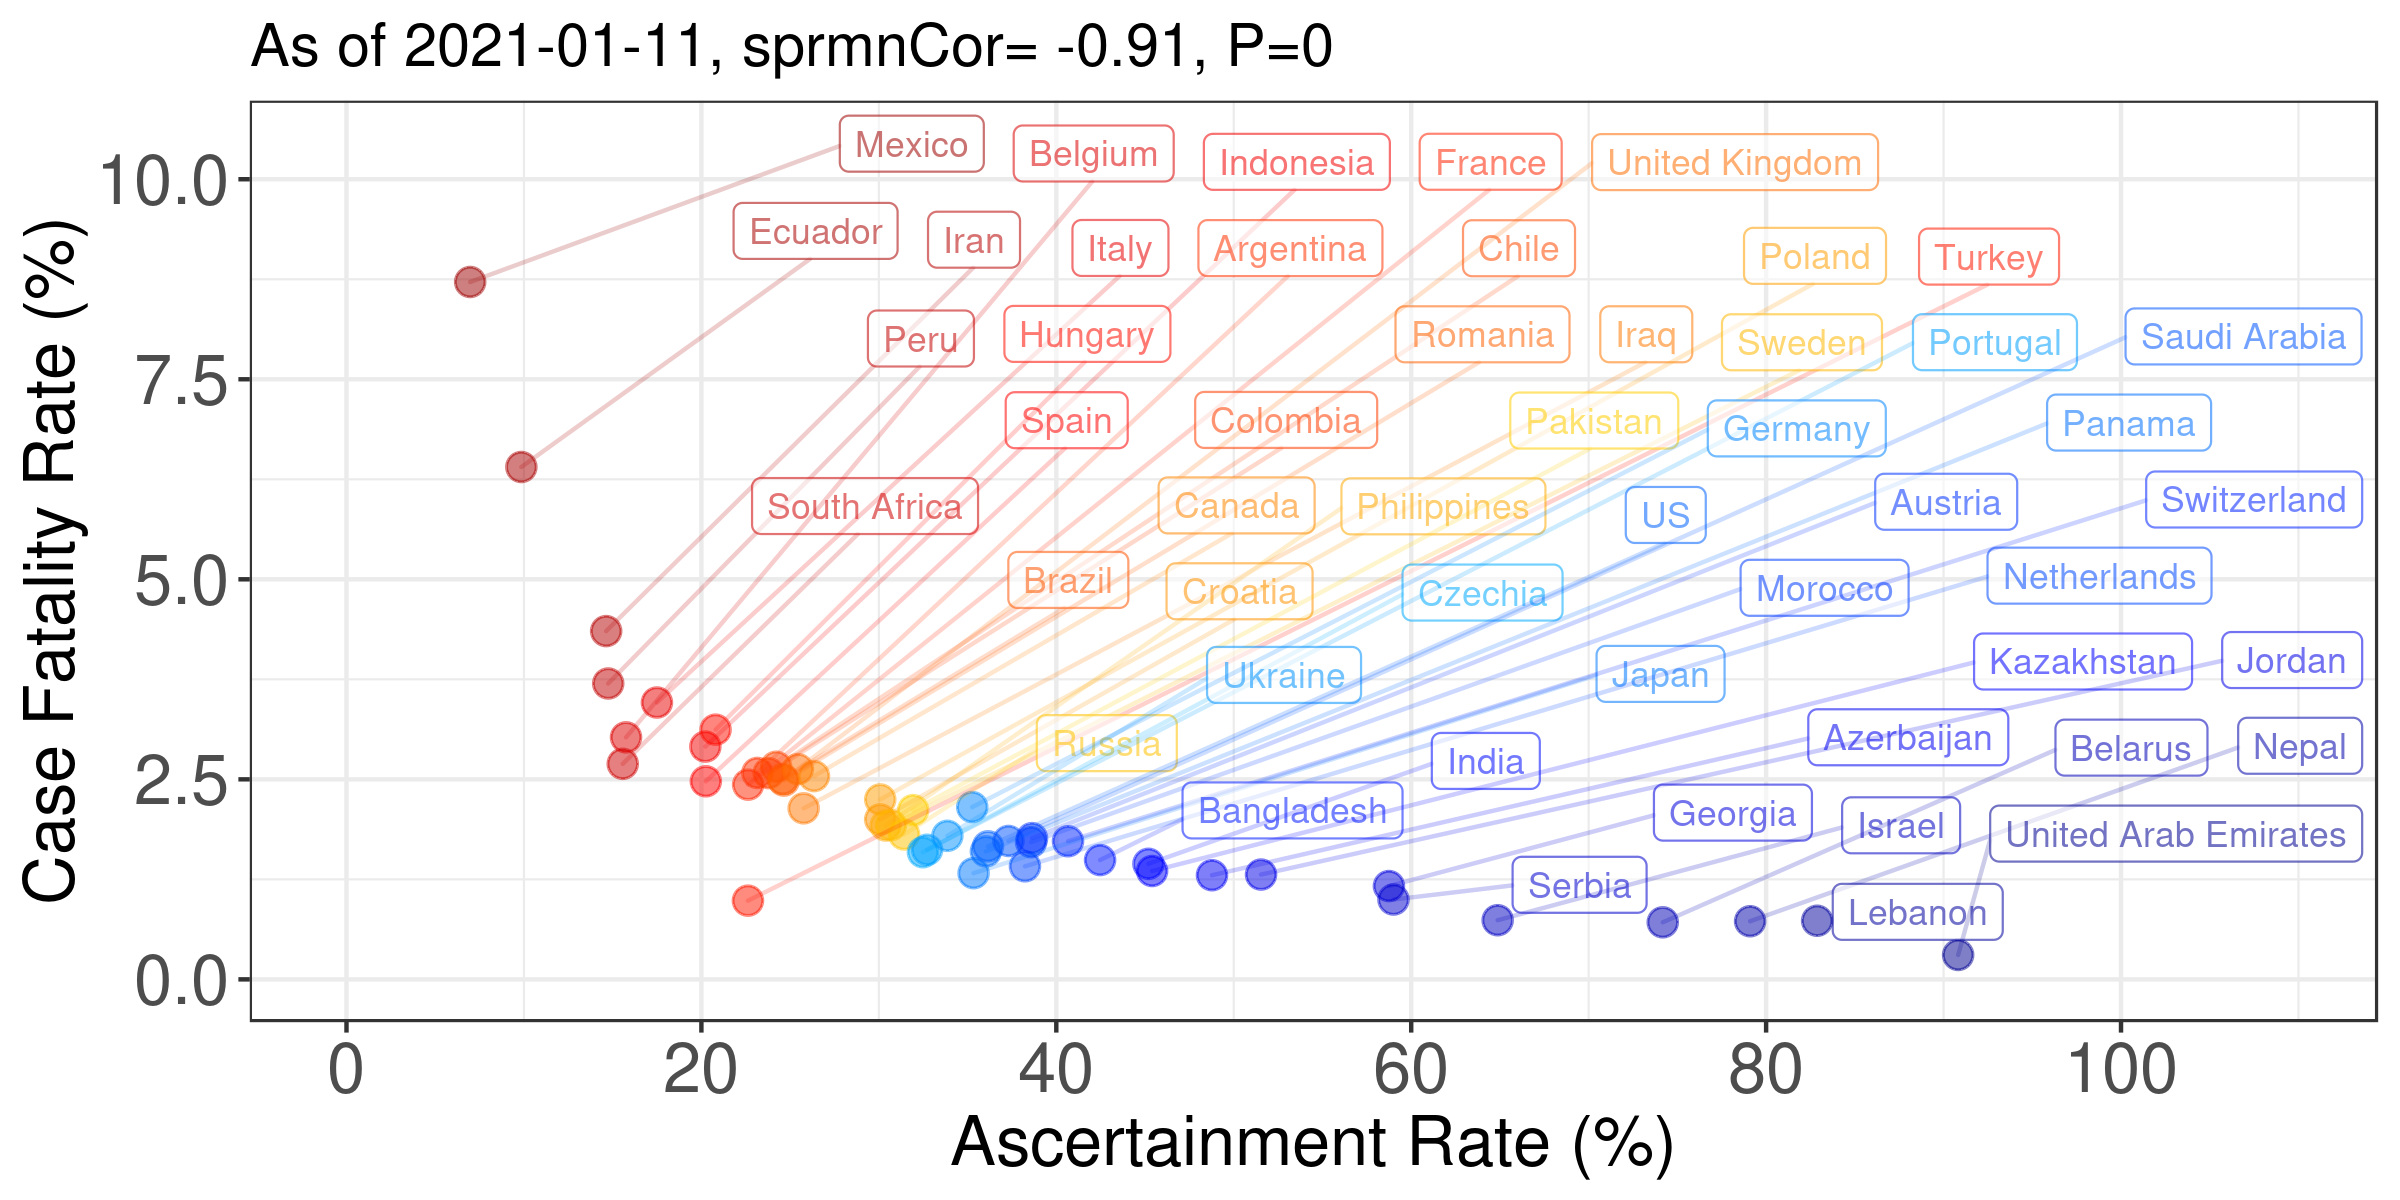 As of 2021-01-11, sprmnCor= -0.91, P=0
Case Fatality Rate (%)
10.0
7.5
5.0
2.5
0.0
Mexico
Belgium
Indonesia
France
United Kingdom
Ecuador
Iran
Italy
Argentina
Chile
Poland
Turkey
Peru
Hungary
Romania
Iraq
Sweden
Portugal
Saudi Arabia
Spain
Colombia
Pakistan
Germany
Panama
South Africa
Canada
Philippines
US
Austria
Switzerland
Brazil
Croatia
Czechia
Morocco
Netherlands
Ukraine
Japan
Kazakhstan
Jordan
Russia
India
Azerbaijan
Belarus
Nepal
Bangladesh
Georgia
Israel
United Arab Emirates
Serbia
Lebanon
0
20
40
60
80
100
Ascertainment Rate (%)